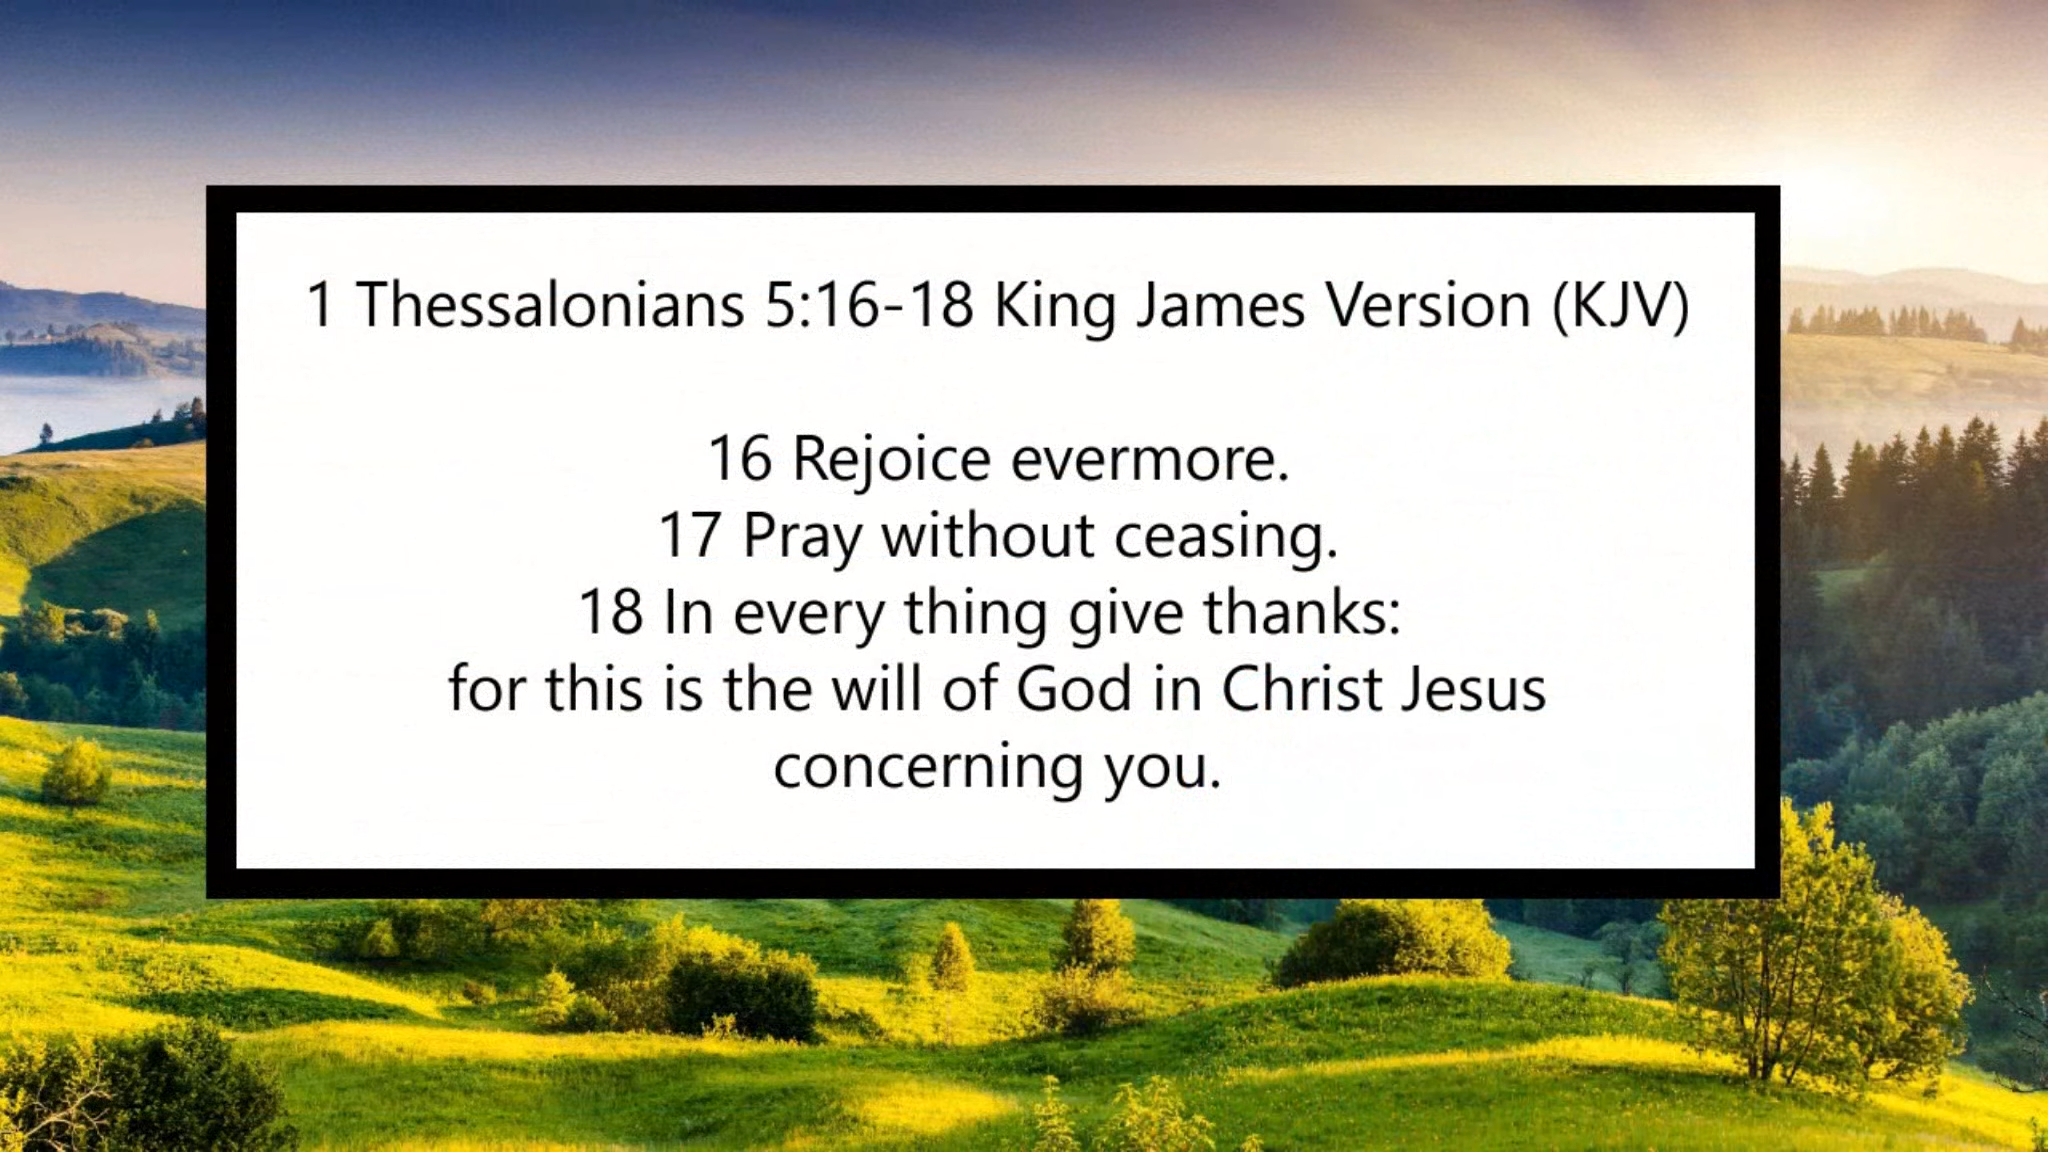 1 Thessalonians 5:16-18 King James Version (KJV)
16 Rejoice evermore.
17 Pray without ceasing.
18 In every thing give thanks:
for this is the will of God in Christ Jesus
concerning you.